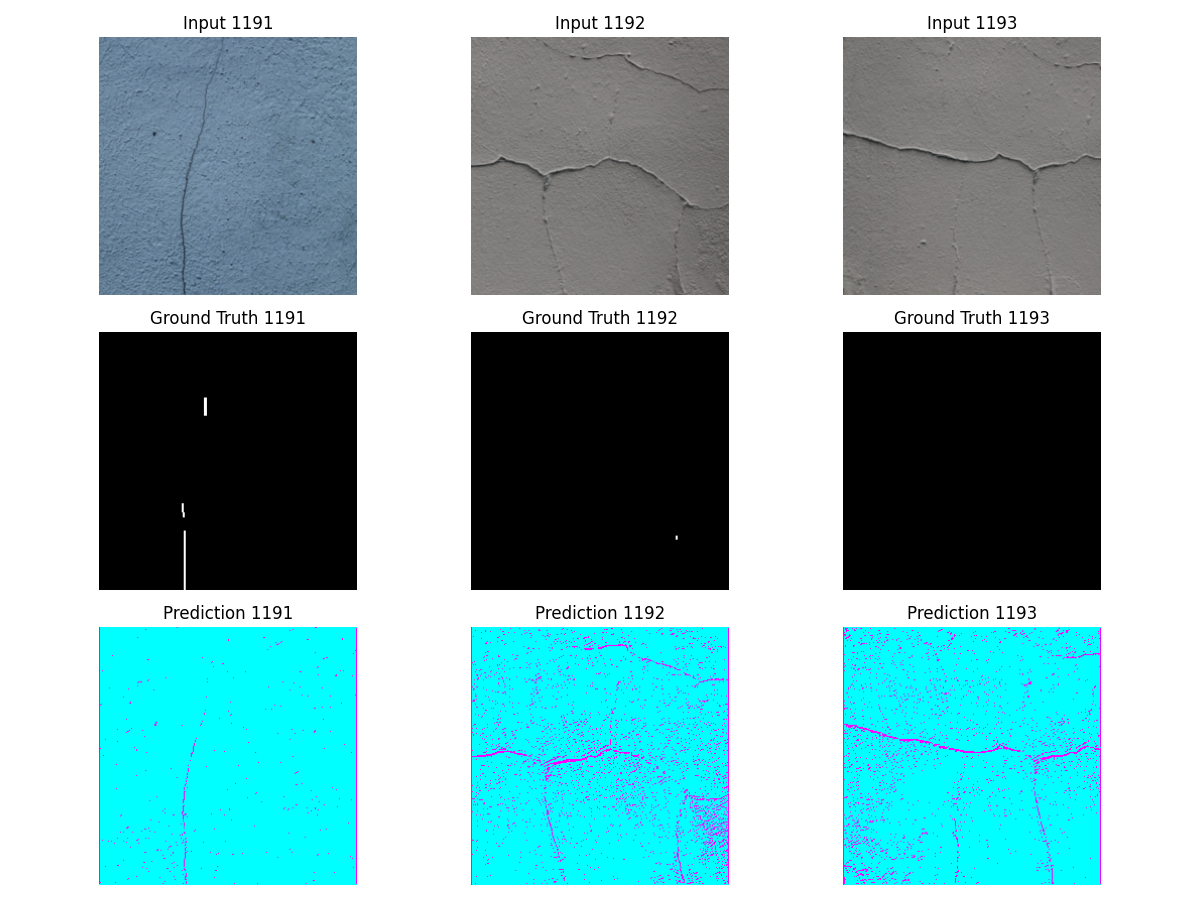 Input 1191
Input 1192
Input 1193
Ground Truth 1191
Ground Truth 1192
Ground Truth 1193
Prediction 1191
Prediction 1192
Prediction 1193